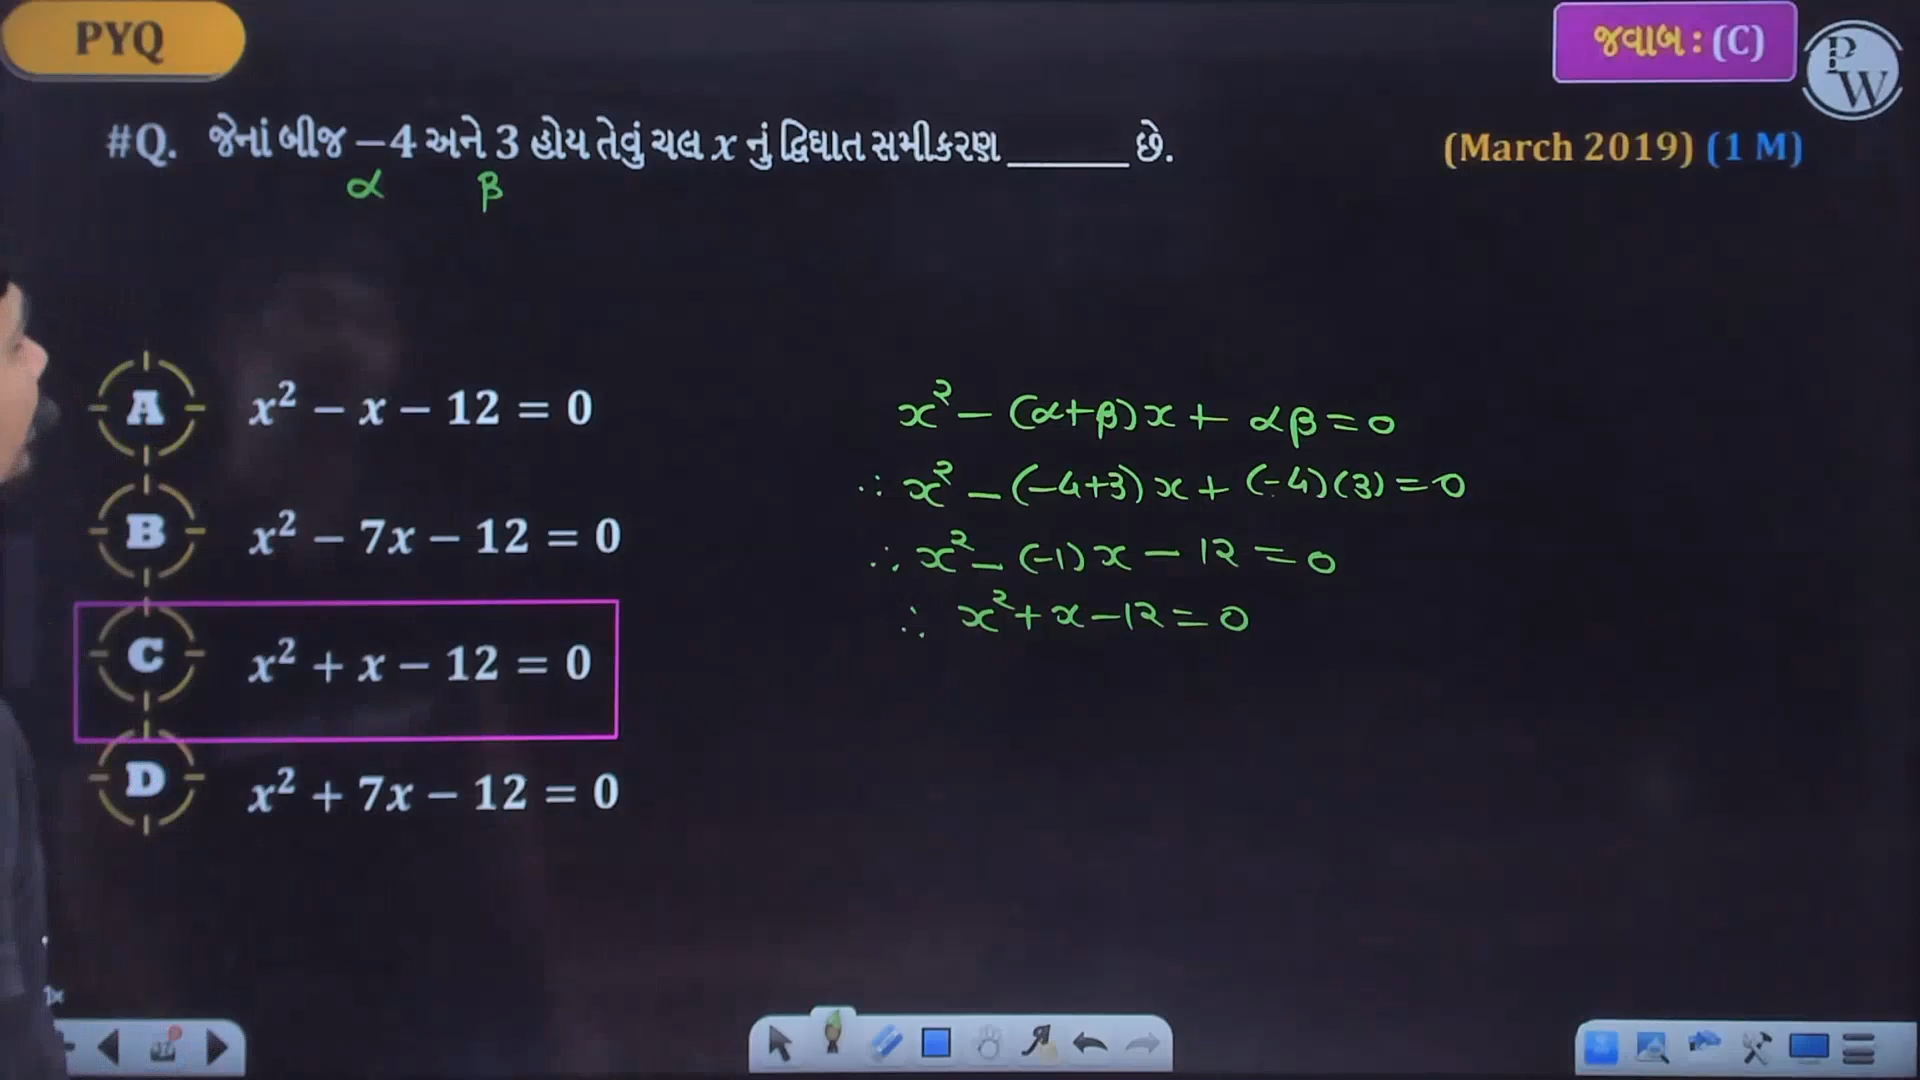 PYQ
જવાબ : (C)
PW
#Q. જેનાં બીજ −4 અને 3 હોય તેવું ચલ x નું દ્વિઘાત સમીકરણ ______ છે.
(March 2019) (1 M)
α β
A x² − x − 12 = 0
B x² − 7x − 12 = 0
C x² + x − 12 = 0
D x² + 7x − 12 = 0
x² − (α+β)x + αβ = 0
∴ x² − (−4+3)x + (−4)(3) = 0
∴ x² − (−1)x − 12 = 0
∴ x² + x − 12 = 0